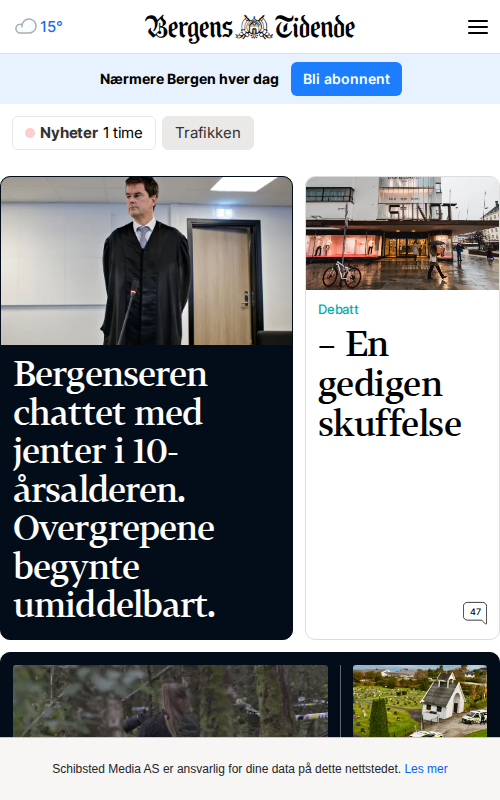 15°
Bergens Tidende
Nærmere Bergen hver dag
Bli abonnent
Nyheter 1 time
Trafikken
Bergenseren
chattet med
jenter i 10-
årsalderen.
Overgrepene
begynte
umiddelbart.
Debatt
– En
gedigen
skuffelse
47
Schibsted Media AS er ansvarlig for dine data på dette nettstedet. Les mer